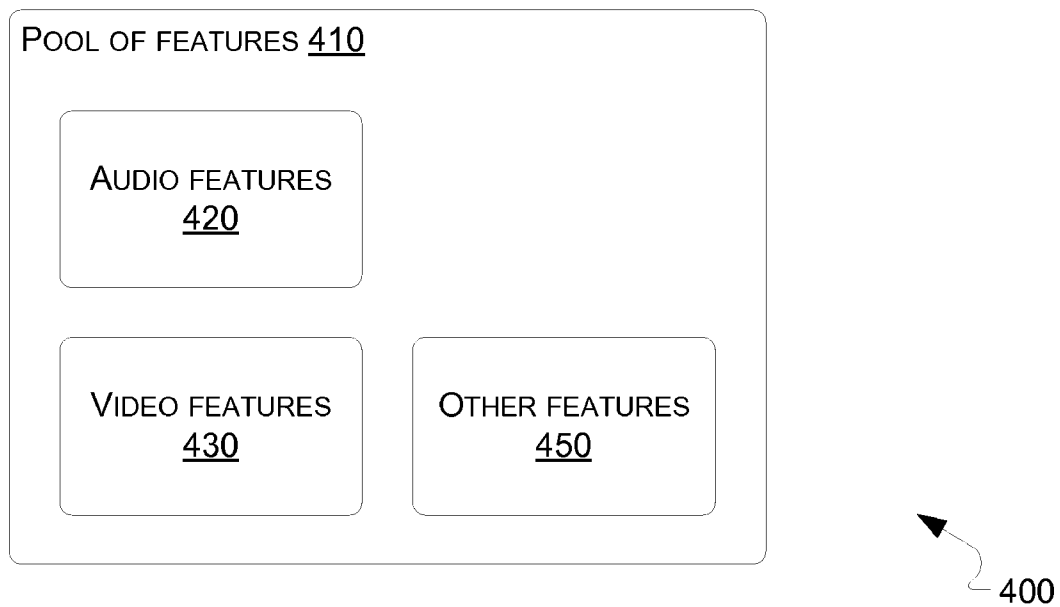 POOL OF FEATURES 410
AUDIO FEATURES
420
VIDEO FEATURES
430
OTHER FEATURES
450
400